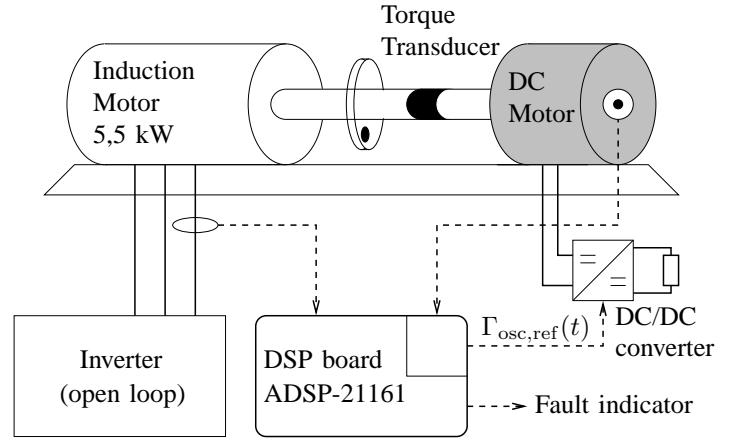 Torque
Transducer
Induction
Motor
5,5 kW
DC
Motor
Γosc,ref(t)
DC/DC
converter
Inverter
(open loop)
DSP board
ADSP-21161
Fault indicator